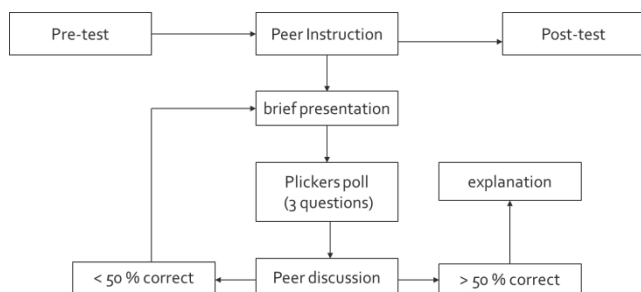 Pre-test
Peer Instruction
Post-test
brief presentation
Plickers poll
(3 questions)
explanation
< 50 % correct
Peer discussion
> 50 % correct